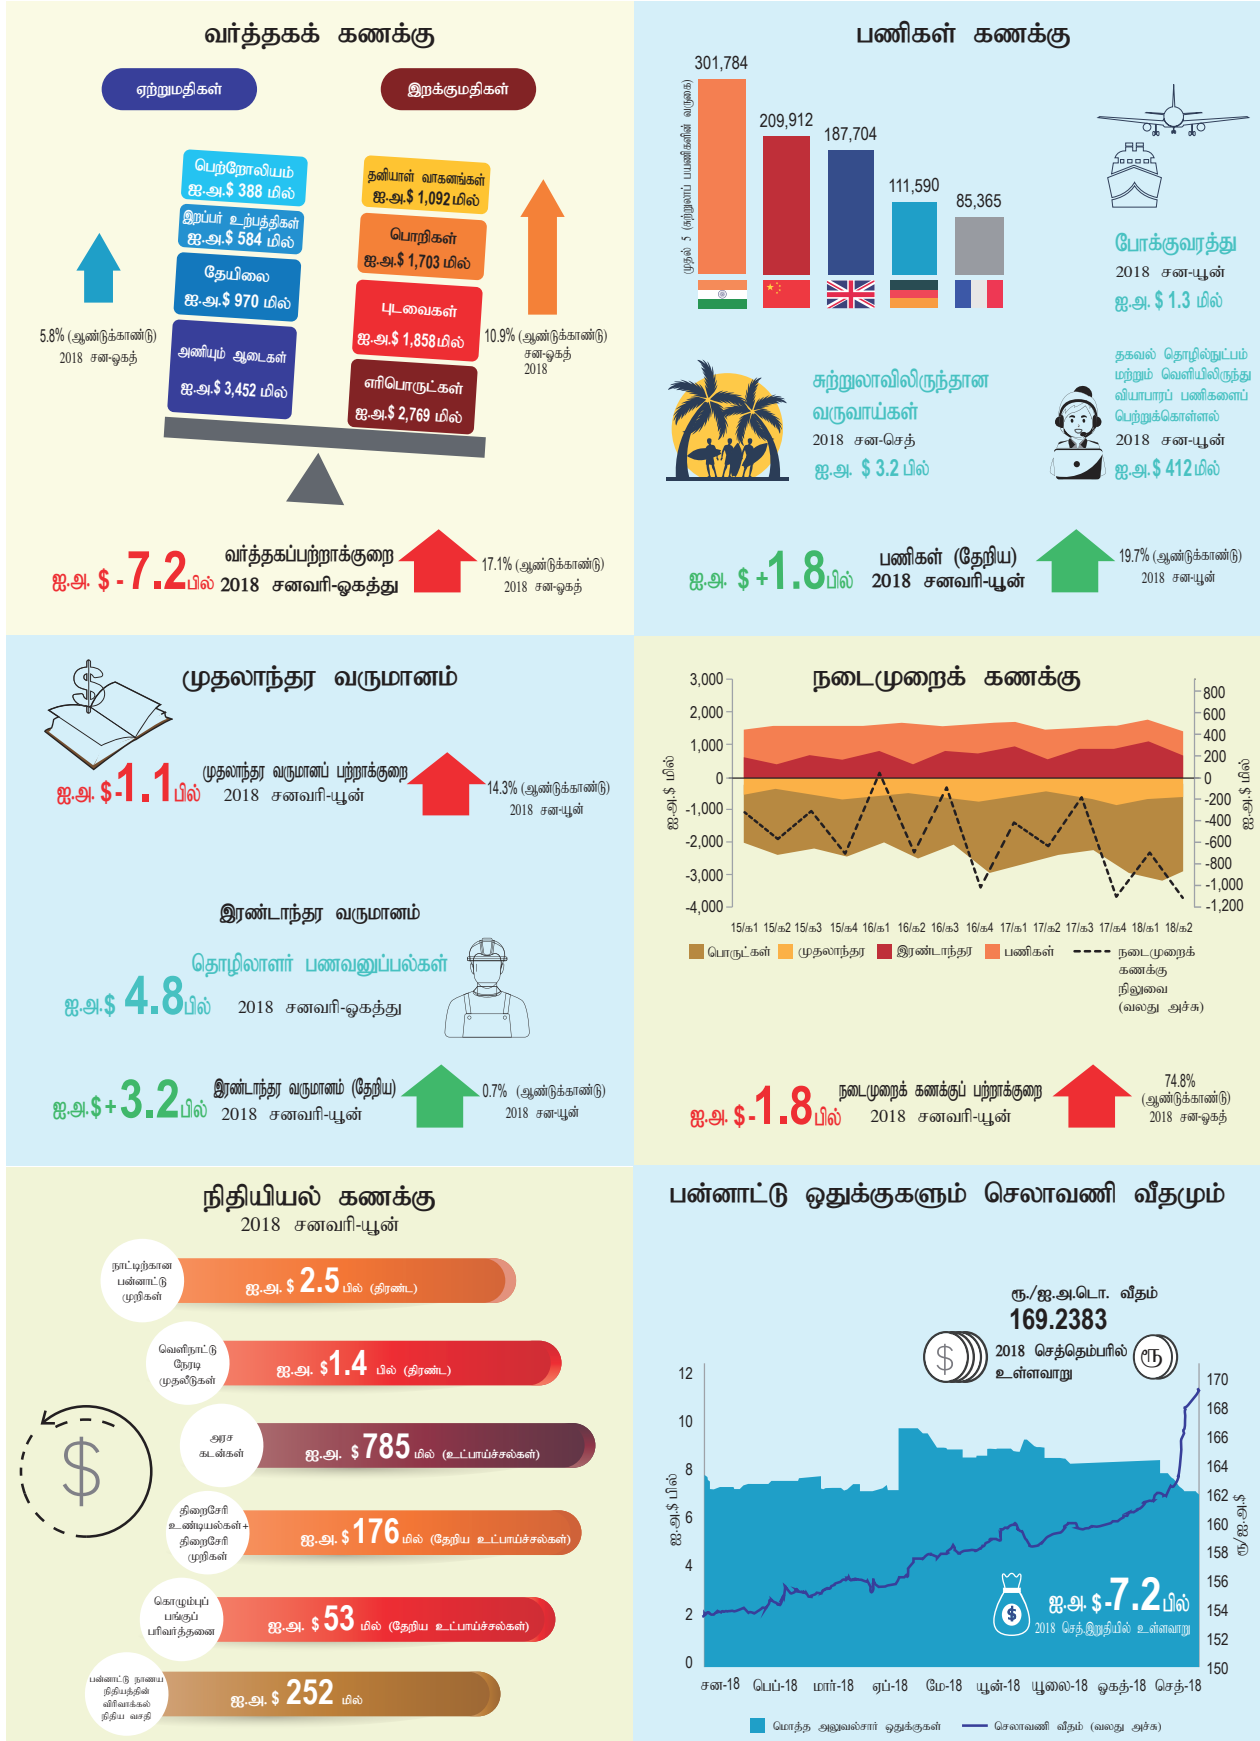 வர்த்தகக் கணக்கு
ஏற்றுமதிகள்
இறக்குமதிகள்
பெற்றோலியம்
ஐ.அ.$ 388 மில்
இறப்பர் உற்பத்திகள்
ஐ.அ.$ 584 மில்
தேயிலை
ஐ.அ.$ 970 மில்
அணியும் ஆடைகள்
ஐ.அ.$ 3,452 மில்
தனியாள் வாகனங்கள்
ஐ.அ.$ 1,092மில்
பொறிகள்
ஐ.அ.$ 1,703 மில்
புடவைகள்
ஐ.அ.$ 1,858மில்
எரிபொருட்கள்
ஐ.அ.$ 2,769 மில்
5.8% (ஆண்டுக்காண்டு)
2018 சன-ஓகத்
10.9% (ஆண்டுக்காண்டு)
சன-ஓகத்
2018
ஐ.அ. $ -7.2பில்
வர்த்தகப்பற்றாக்குறை
2018 சனவரி-ஓகத்து
17.1% (ஆண்டுக்காண்டு)
2018 சன-ஓகத்
பணிகள் கணக்கு
முதல் 5 (சுற்றுலாப் பயணிகளின் வருகை)
301,784
209,912
187,704
111,590
85,365
போக்குவரத்து
2018 சன-யூன்
ஐ.அ. $ 1.3 மில்
சுற்றுலாவிலிருந்தான
வருவாய்கள்
2018 சன-செத்
ஐ.அ. $ 3.2 பில்
தகவல் தொழில்நுட்பம்
மற்றும் வெளியிலிருந்து
வியாபாரப் பணிகளைப்
பெற்றுக்கொள்ளல்
2018 சன-யூன்
ஐ.அ.$ 412மில்
ஐ.அ. $ +1.8பில்
பணிகள் (தேறிய)
2018 சனவரி-யூன்
19.7% (ஆண்டுக்காண்டு)
2018 சன-யூன்
முதலாந்தர வருமானம்
ஐ.அ. $-1.1பில்
முதலாந்தர வருமானப் பற்றாக்குறை
2018 சனவரி-யூன்
14.3% (ஆண்டுக்காண்டு)
2018 சன-யூன்
இரண்டாந்தர வருமானம்
தொழிலாளர் பணவனுப்பல்கள்
ஐ.அ.$ 4.8பில்
2018 சனவரி-ஓகத்து
ஐ.அ.$+3.2பில்
இரண்டாந்தர வருமானம் (தேறிய)
2018 சனவரி-யூன்
0.7% (ஆண்டுக்காண்டு)
2018 சன-யூன்
நடைமுறைக் கணக்கு
3,000
2,000
1,000
0
-1,000
-2,000
-3,000
-4,000
ஐ.அ.$ மில்
800
600
400
200
0
-200
-400
-600
-800
-1,000
-1,200
ஐ.அ.$ மில்
15/க1 15/க2 15/க3 15/க4 16/க1 16/க2 16/க3 16/க4 17/க1 17/க2 17/க3 17/க4 18/க1 18/க2
பொருட்கள் முதலாந்தர இரண்டாந்தர பணிகள் நடைமுறைக்
கணக்கு
நிலுவை
(வலது அச்சு)
ஐ.அ. $-1.8பில்
நடைமுறைக் கணக்குப் பற்றாக்குறை
2018 சனவரி-யூன்
74.8%
(ஆண்டுக்காண்டு)
2018 சன-ஓகத்
நிதியியல் கணக்கு
2018 சனவரி-யூன்
நாட்டிற்கான
பன்னாட்டு
முறிகள்
ஐ.அ. $ 2.5 பில் (திரண்ட)
வெளிநாட்டு
நேரடி
முதலீடுகள்
ஐ.அ. $1.4 பில் (திரண்ட)
அரச
கடன்கள்
ஐ.அ. $ 785 மில் (உட்பாய்ச்சல்கள்)
திறைசேரி
உண்டியல்கள்+
திறைசேரி
முறிகள்
ஐ.அ. $ 176 மில் (தேறிய உட்பாய்ச்சல்கள்)
கொழும்புப்
பங்குப்
பரிவர்த்தனை
ஐ.அ. $ 53 மில் (தேறிய உட்பாய்ச்சல்கள்)
பன்னாட்டு நாணய
நிதியத்தின்
விரிவாக்கல்
நிதிய வசதி
ஐ.அ. $ 252 மில்
பன்னாட்டு ஒதுக்குகளும் செலாவணி வீதமும்
ரூ./ஐ.அ.டொ. வீதம்
169.2383
2018 செத்தெம்பரில்
உள்ளவாறு
$
ரூ
12
10
8
6
4
2
0
ஐ.அ.$ பில்
170
168
166
164
162
160
158
156
154
152
150
ரூ/ஐ.அ.$
ஐ.அ. $-7.2பில்
2018 செத்.இறுதியில் உள்ளவாறு
சன-18 பெப்-18 மார்-18 ஏப்-18 மே-18 யூன்-18 யூலை-18 ஓகத்-18 செத்-18
மொத்த அலுவல்சார் ஒதுக்குகள் செலாவணி வீதம் (வலது அச்சு)